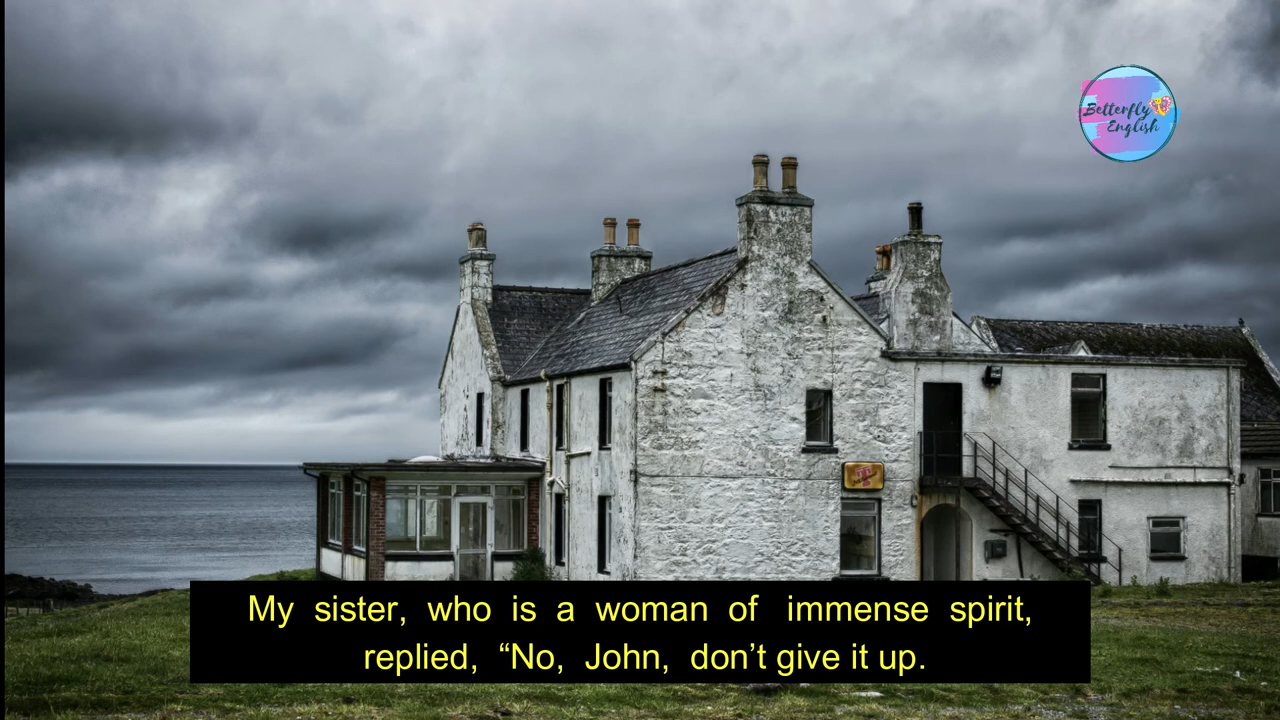 Betterfly
English
T
My sister, who is a woman of immense spirit,
replied, “No, John, don’t give it up.